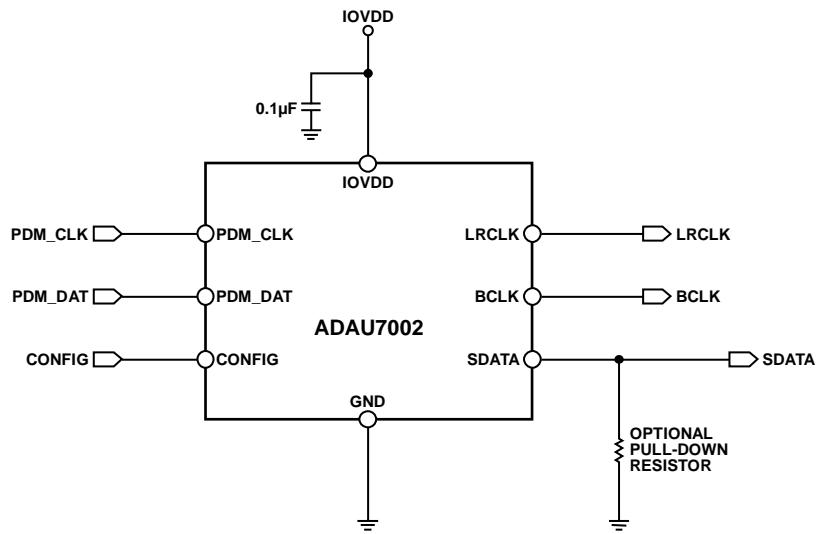 IOVDD
0.1µF
IOVDD
PDM_CLK PDM_CLK LRCLK LRCLK
PDM_DAT PDM_DAT BCLK BCLK
ADAU7002
CONFIG CONFIG SDATA SDATA
GND
OPTIONAL
PULL-DOWN
RESISTOR